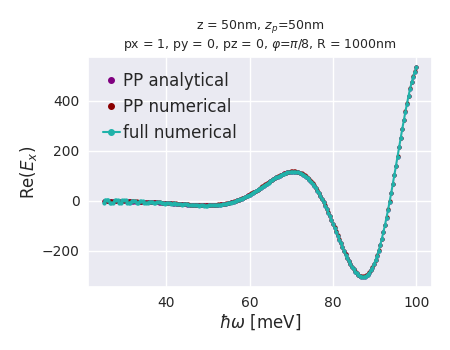 z = 50nm, z_p=50nm
px = 1, py = 0, pz = 0, φ=π/8, R = 1000nm
PP analytical
PP numerical
full numerical
Re(E_x)
400
200
0
−200
40 60 80 100
ħω [meV]